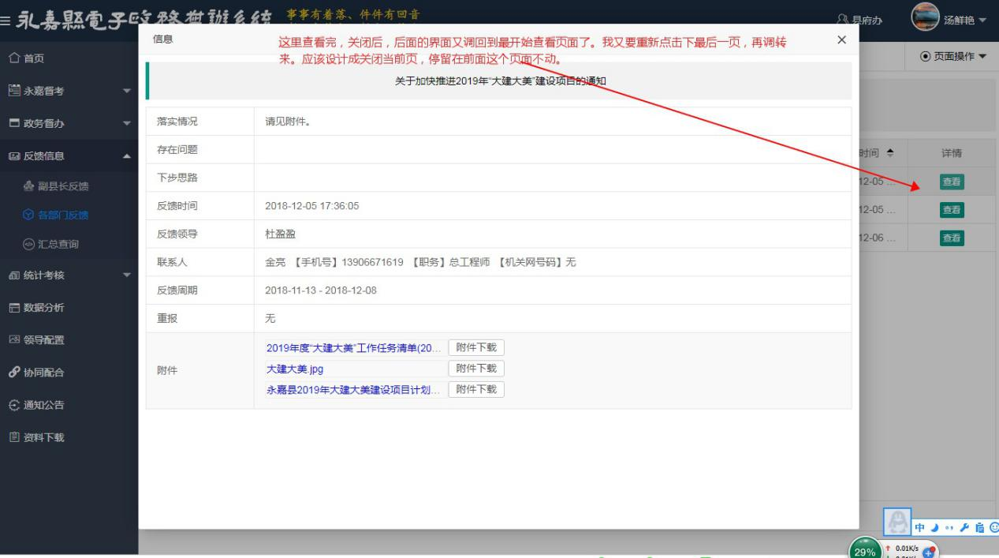 永嘉縣電子政務督辦系統 事事有着落、件件有回音
县府办 汤鲜艳
信息
这里查看完，关闭后，后面的界面又调回到最开始查看页面了。我又要重新点击下最后一页，再调转
来。应该设计成关闭当前页，停留在前面这个页面不动。
页面操作
首页
永嘉督考
政务督办
反馈信息
副县长反馈
各部门反馈
汇总查询
统计考核
数据分析
领导配置
协同配合
通知公告
资料下载
关于加快推进2019年“大建大美”建设项目的通知
落实情况 请见附件。
存在问题
下步思路
反馈时间 2018-12-05 17:36:05
反馈领导 杜盈盈
联系人 金亮 【手机号】13906671619 【职务】总工程师 【机关网号码】无
反馈周期 2018-11-13 - 2018-12-08
重报 无
附件
2019年度“大建大美”工作任务清单(20... 附件下载
大建大美.jpg 附件下载
永嘉县2019年大建大美建设项目计划... 附件下载
时间 详情
12-05 ... 查看
12-05 ... 查看
12-06 ... 查看
中
29% 0.01K/s